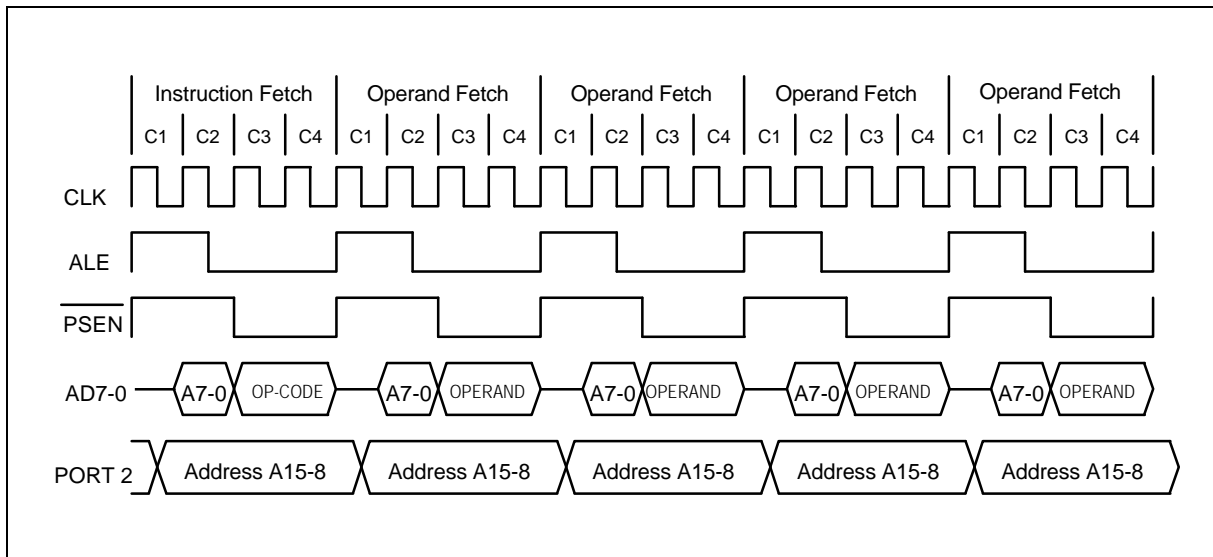 Instruction Fetch Operand Fetch Operand Fetch Operand Fetch Operand Fetch
C1 C2 C3 C4 C1 C2 C3 C4 C1 C2 C3 C4 C1 C2 C3 C4 C1 C2 C3 C4
CLK
ALE
PSEN
AD7-0 A7-0 OP-CODE A7-0 OPERAND A7-0 OPERAND A7-0 OPERAND A7-0 OPERAND
PORT 2 Address A15-8 Address A15-8 Address A15-8 Address A15-8 Address A15-8